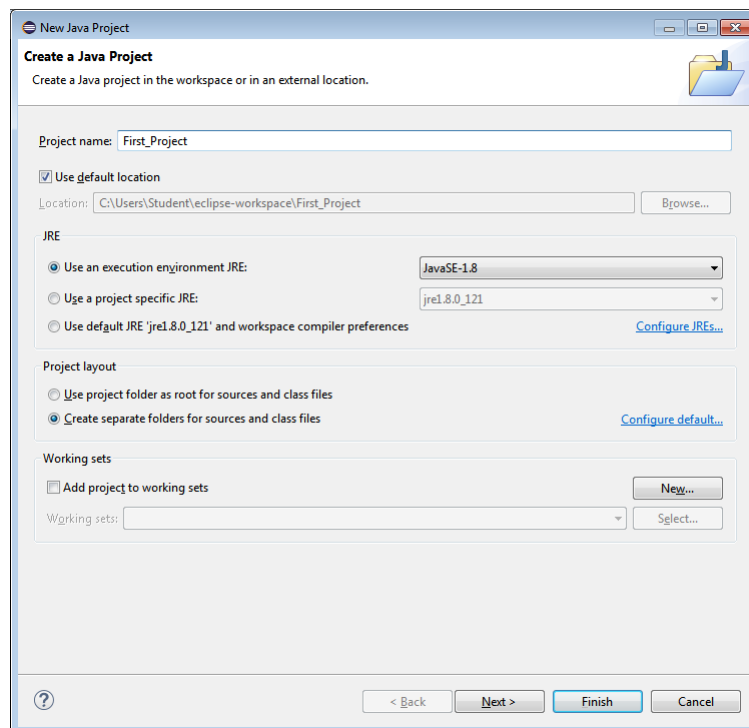 New Java Project
Create a Java Project
Create a Java project in the workspace or in an external location.
Project name: First_Project
Use default location
Location: C:\Users\Student\eclipse-workspace\First_Project Browse...
JRE
Use an execution environment JRE: JavaSE-1.8
Use a project specific JRE: jre1.8.0_121
Use default JRE 'jre1.8.0_121' and workspace compiler preferences Configure JREs...
Project layout
Use project folder as root for sources and class files
Create separate folders for sources and class files Configure default...
Working sets
Add project to working sets New...
Working sets: Select...
? < Back Next > Finish Cancel